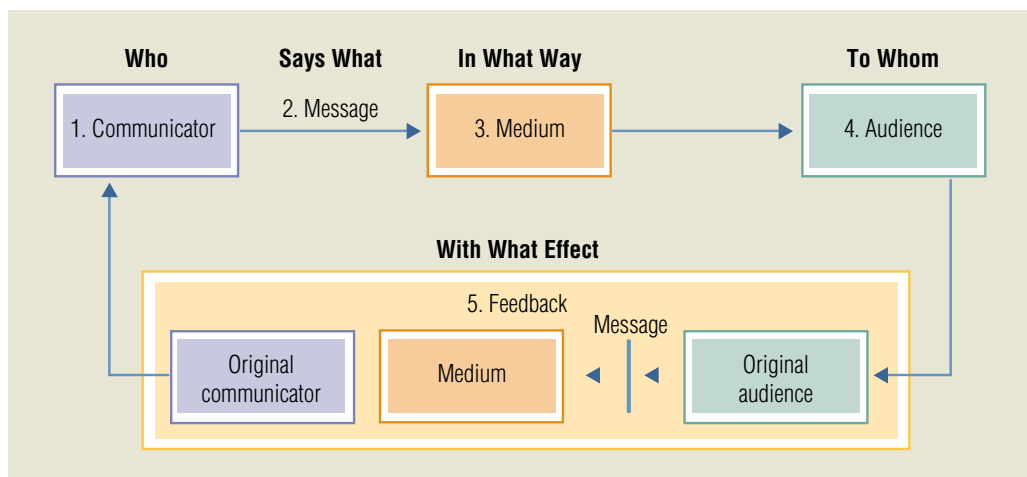 Who
Says What
In What Way
To Whom
1. Communicator
2. Message
3. Medium
4. Audience
With What Effect
5. Feedback
Message
Original
communicator
Medium
Original
audience